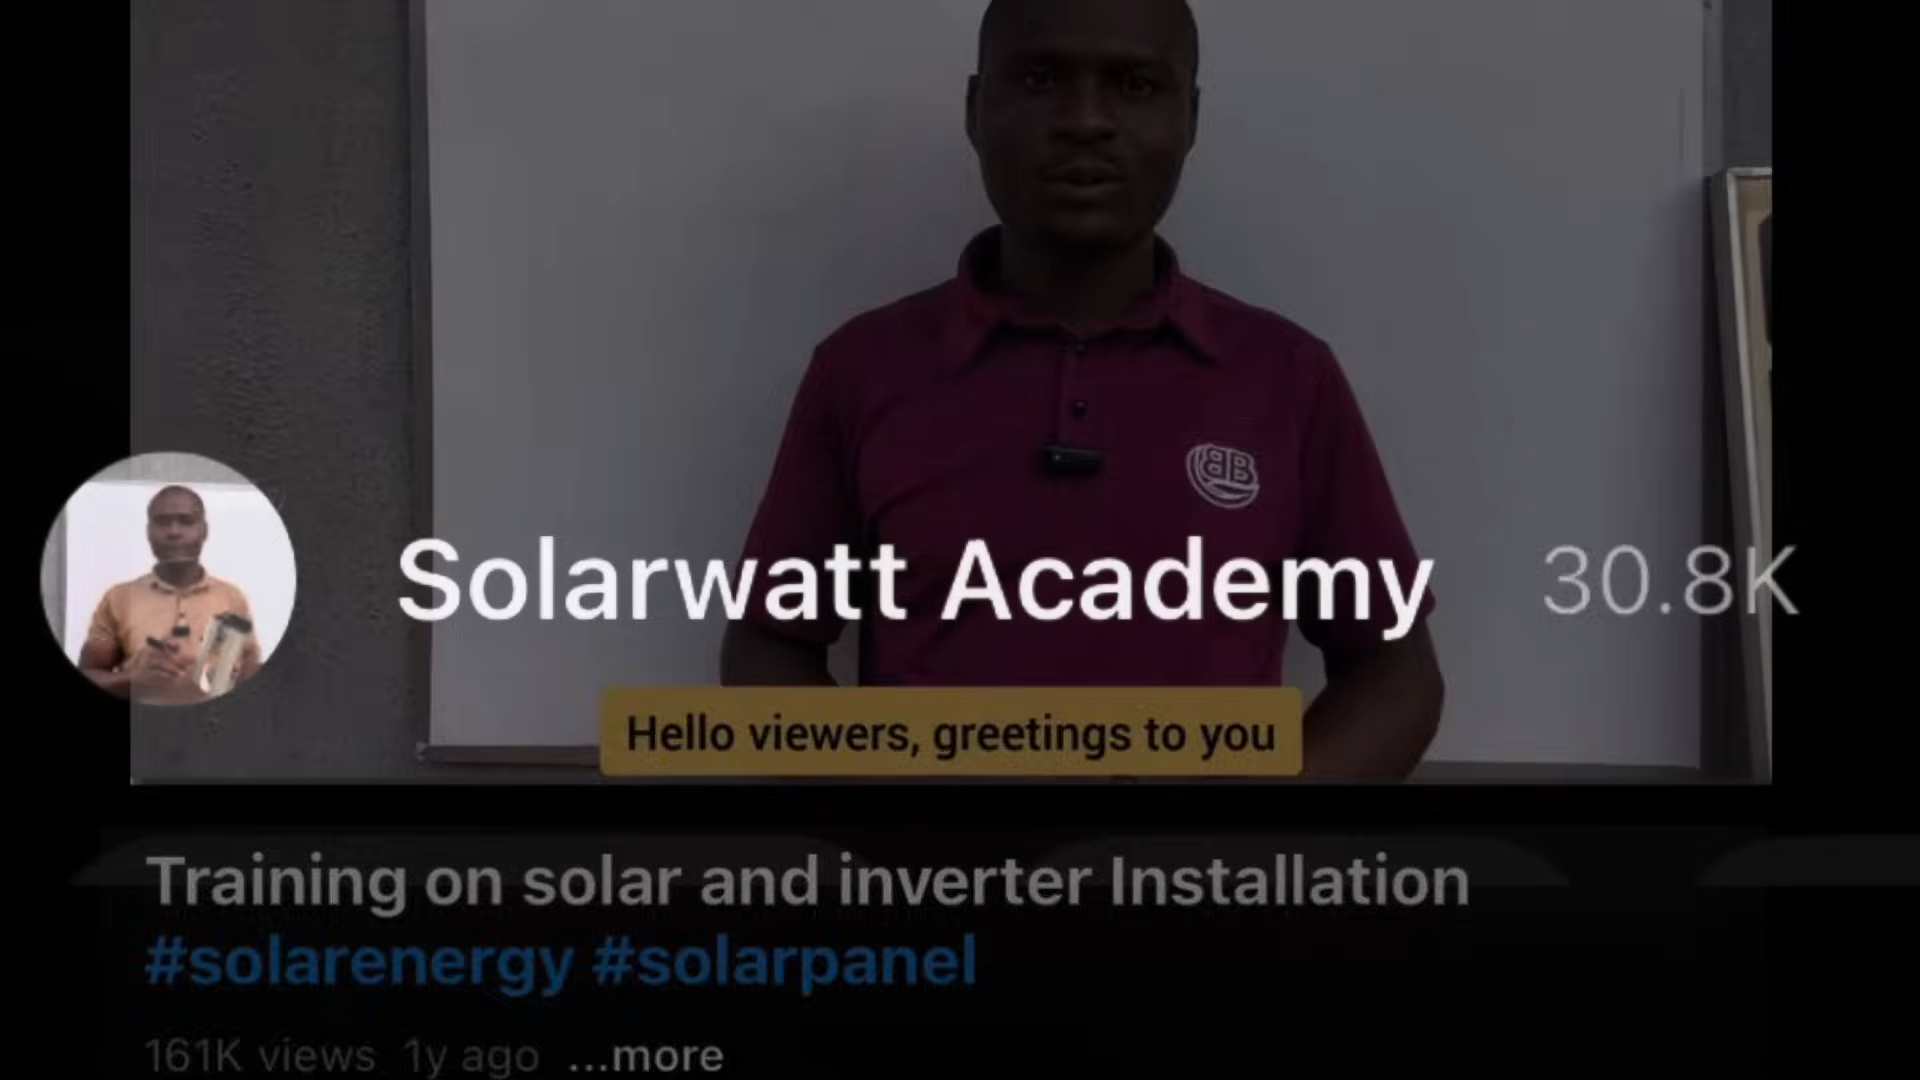 BB
Solarwatt Academy 30.8K
Hello viewers, greetings to you
Training on solar and inverter Installation
#solarenergy #solarpanel
161K views 1y ago ...more